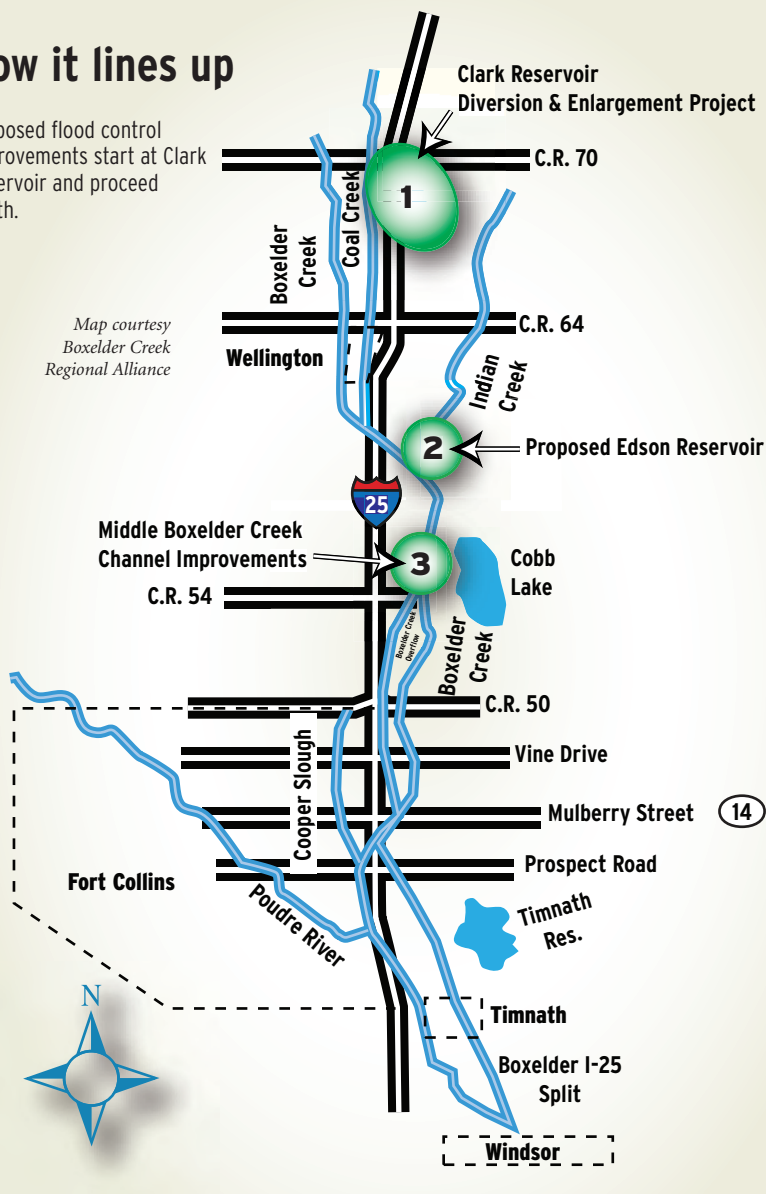 ow it lines up
posed flood control
rovements start at Clark
ervoir and proceed
th.
Map courtesy
Boxelder Creek
Regional Alliance
Clark Reservoir
Diversion & Enlargement Project
C.R. 70
1
Boxelder
Creek
Coal Creek
C.R. 64
Wellington
Indian
Creek
2
Proposed Edson Reservoir
25
Middle Boxelder Creek
Channel Improvements
3
Cobb
Lake
C.R. 54
Boxelder Creek
Overflow
Boxelder
Creek
C.R. 50
Cooper Slough
Vine Drive
Mulberry Street
14
Prospect Road
Fort Collins
Poudre River
Timnath
Res.
N
Timnath
Boxelder I-25
Split
Windsor